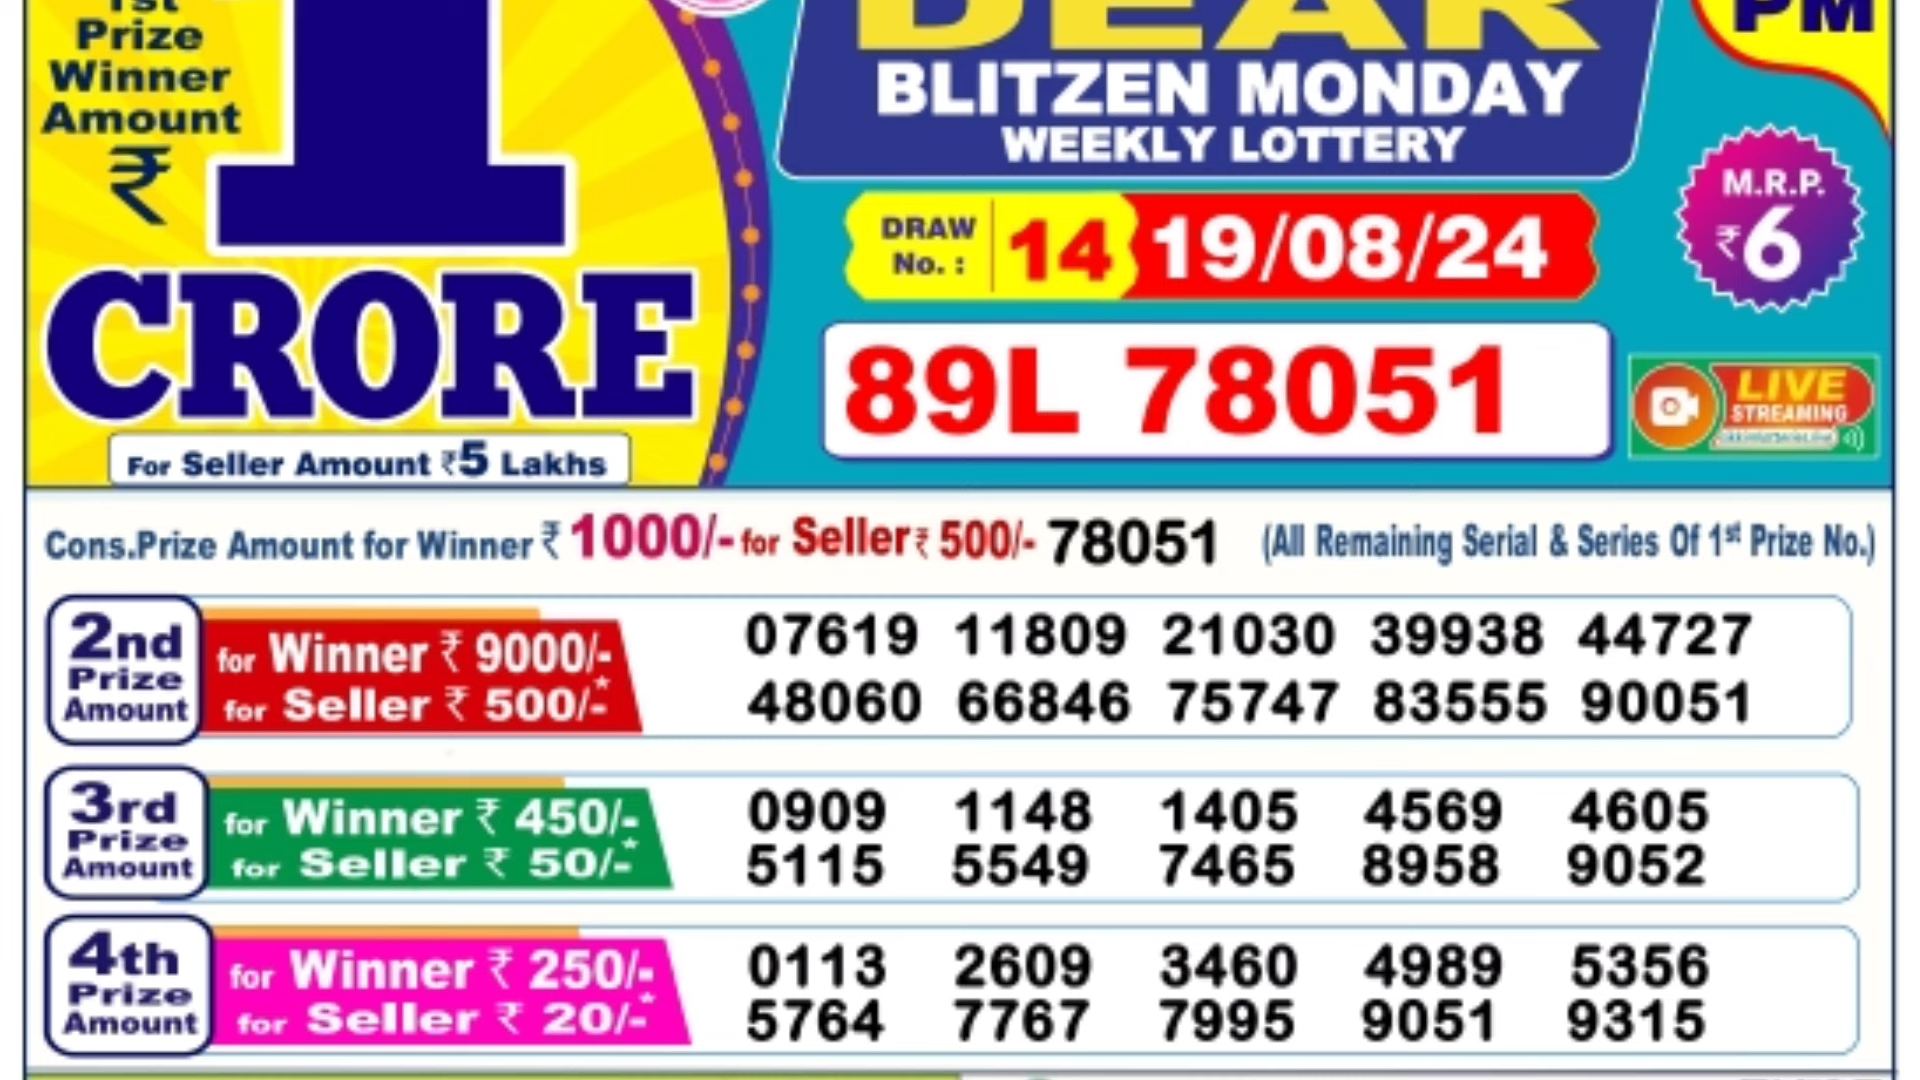 1st
Prize
Winner
Amount
₹
1
CRORE
For Seller Amount ₹5 Lakhs
DEAR
BLITZEN MONDAY
WEEKLY LOTTERY
PM
DRAW
No. :
14
19/08/24
M.R.P.
₹6
89L 78051
LIVE
STREAMING
Cons.Prize Amount for Winner ₹ 1000/- for Seller ₹ 500/- 78051 (All Remaining Serial & Series Of 1st Prize No.)
2nd
Prize
Amount
for Winner ₹ 9000/-
for Seller ₹ 500/-*
07619 11809 21030 39938 44727
48060 66846 75747 83555 90051
3rd
Prize
Amount
for Winner ₹ 450/-
for Seller ₹ 50/-*
0909 1148 1405 4569 4605
5115 5549 7465 8958 9052
4th
Prize
Amount
for Winner ₹ 250/-
for Seller ₹ 20/-*
0113 2609 3460 4989 5356
5764 7767 7995 9051 9315